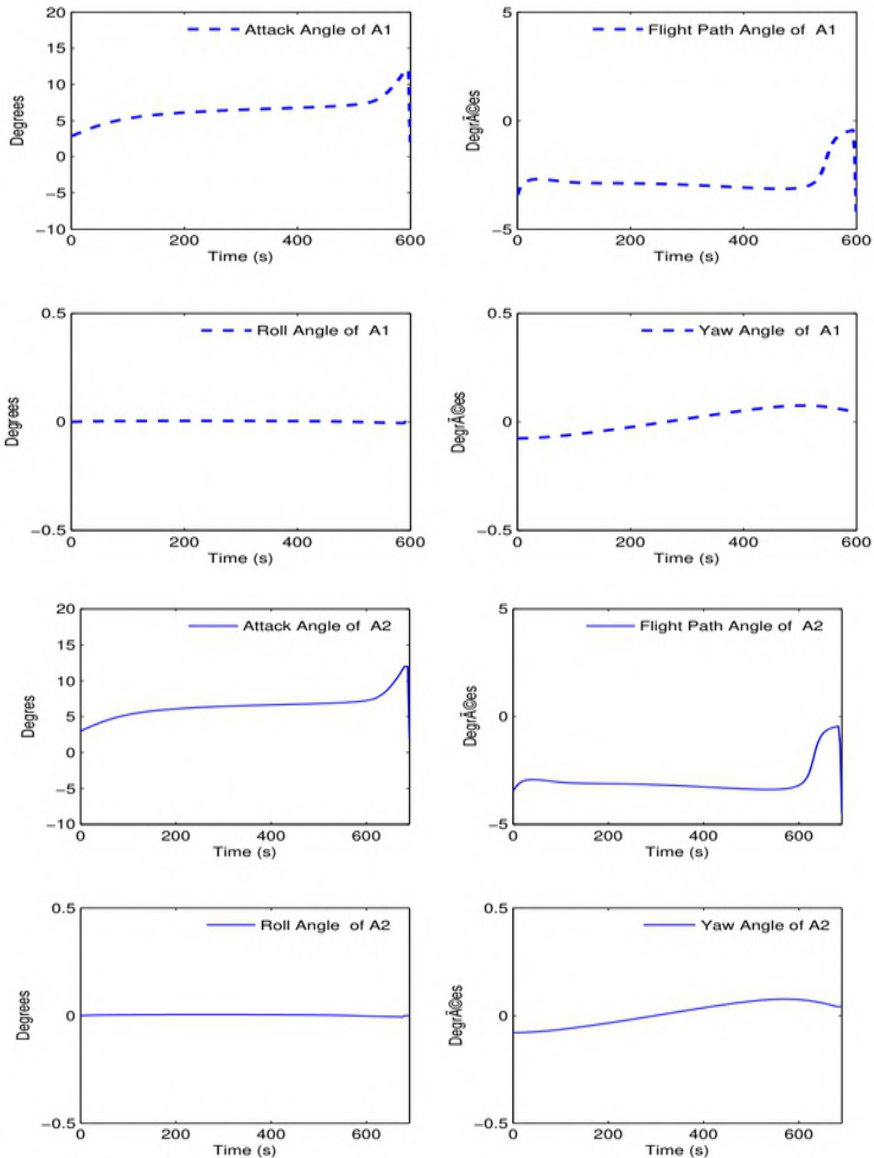 20
15
10
5
0
−5
−10
Degrees
Attack Angle of A1
0
200
400
600
Time (s)
5
0
−5
DegrÃ©es
Flight Path Angle of A1
0
200
400
600
Time (s)
0.5
0
−0.5
Degrees
Roll Angle of A1
0
200
400
600
Time (s)
0.5
0
−0.5
DegrÃ©es
Yaw Angle of A1
0
200
400
600
Time (s)
20
15
10
5
0
−5
−10
Degres
Attack Angle of A2
0
200
400
600
Time (s)
5
0
−5
DegrÃ©es
Flight Path Angle of A2
0
200
400
600
Time (s)
0.5
0
−0.5
Degrees
Roll Angle of A2
0
200
400
600
Time (s)
0.5
0
−0.5
DegrÃ©es
Yaw Angle of A2
0
200
400
600
Time (s)